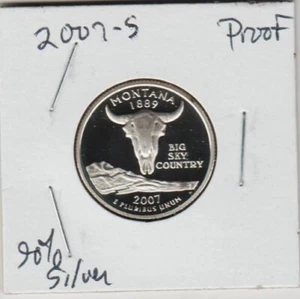 2007-S Proof
MONTANA
1889
BIG
SKY
COUNTRY
2007
E PLURIBUS UNUM
90%
Silver